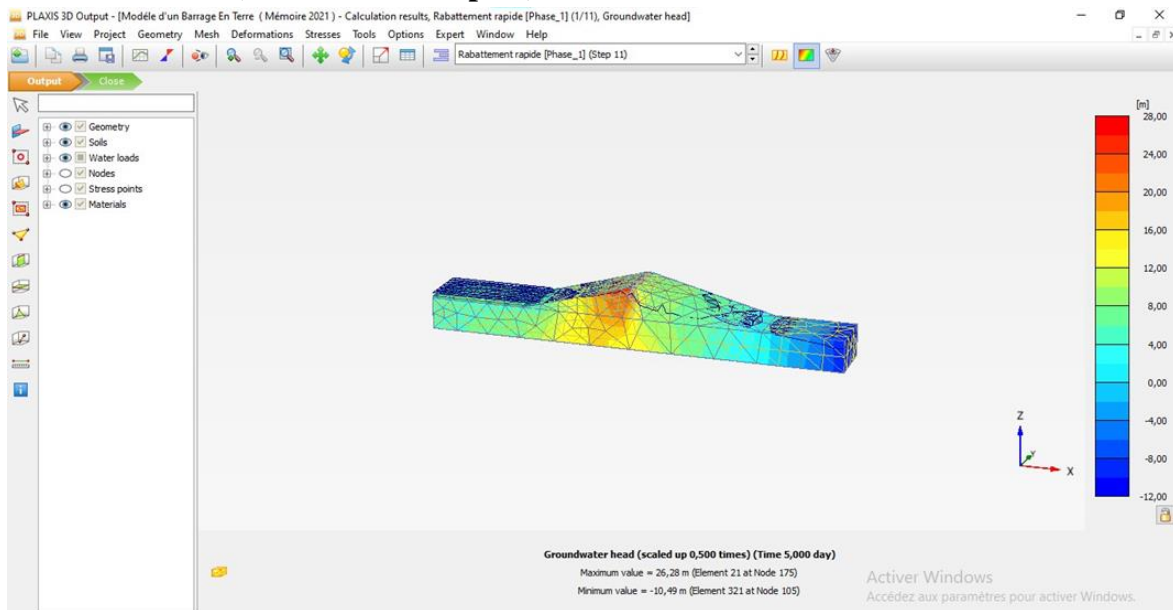 PLAXIS 3D Output - [Modéle d'un Barrage En Terre ( Mémoire 2021 ) - Calculation results, Rabattement rapide [Phase_1] (1/11), Groundwater head]
File View Project Geometry Mesh Deformations Stresses Tools Options Expert Window Help
Rabattement rapide [Phase_1] (Step 11)
Output Close
Geometry
Soils
Water loads
Nodes
Stress points
Materials
[m]
28,00
24,00
20,00
16,00
12,00
8,00
4,00
0,00
-4,00
-8,00
-12,00
Z
Y
X
Groundwater head (scaled up 0,500 times) (Time 5,000 day)
Maximum value = 26,28 m (Element 21 at Node 175)
Minimum value = -10,49 m (Element 321 at Node 105)
Activer Windows
Accédez aux paramètres pour activer Windows.